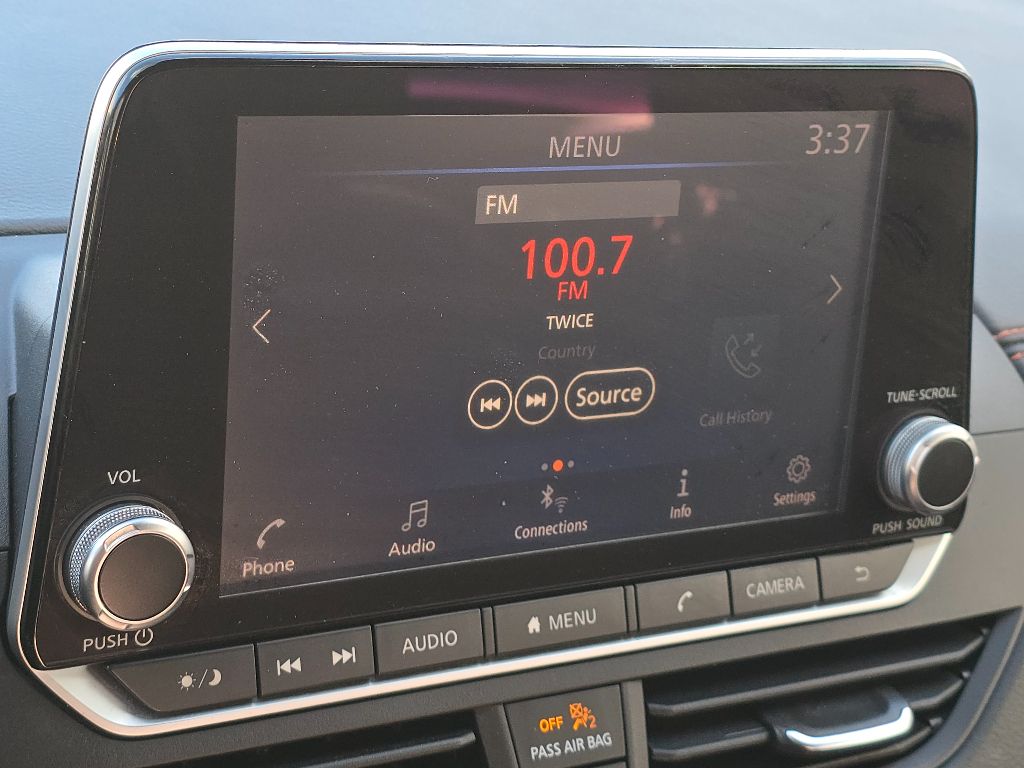 MENU
3:37
FM
100.7
FM
TWICE
Country
Source
Call History
Phone
Audio
Connections
Info
Settings
VOL
PUSH
TUNE·SCROLL
PUSH SOUND
AUDIO
MENU
CAMERA
OFF 2
PASS AIR BAG